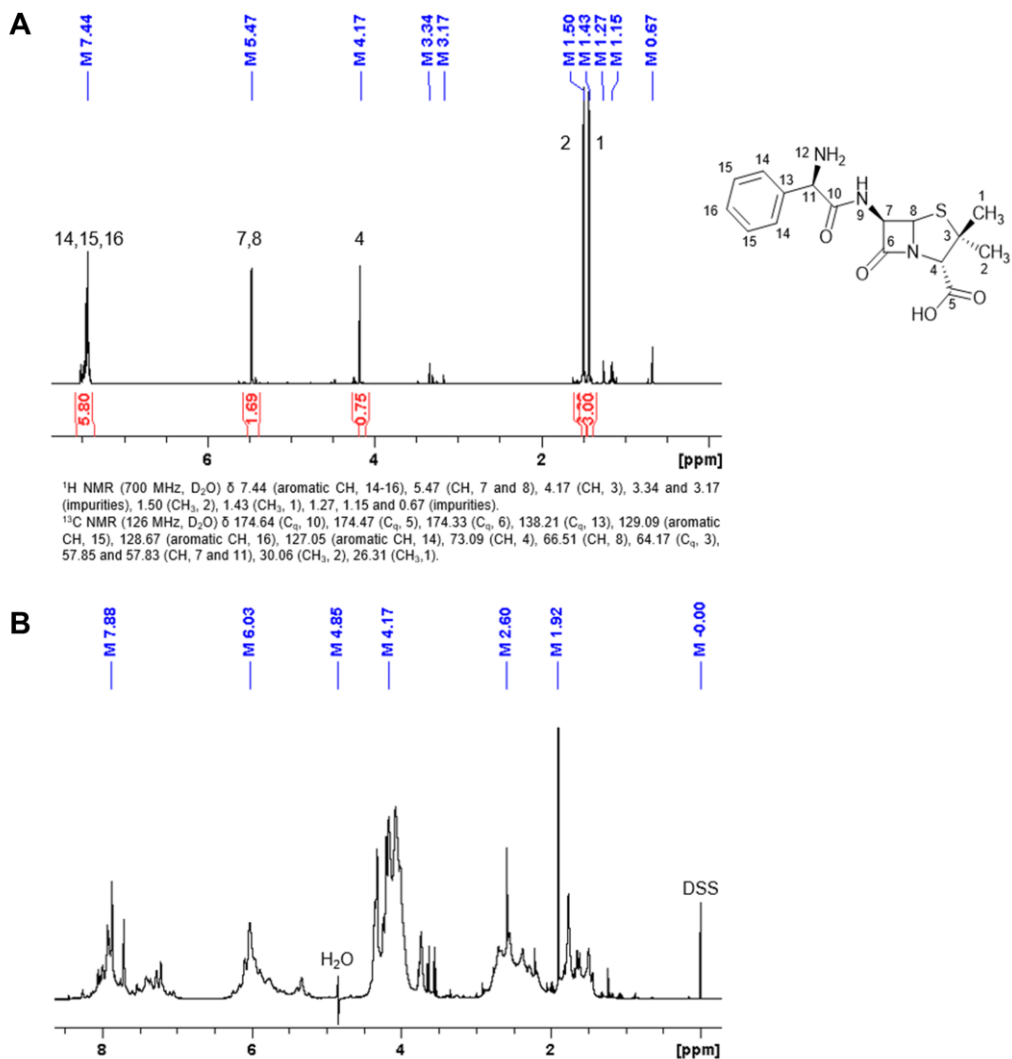 A
M 7.44
M 5.47
M 4.17
M 3.34
M 3.17
M 1.50
M 1.43
M 1.27
M 1.15
M 0.67
2
1
14,15,16
7,8
4
5.80
1.69
0.75
3.00
6
4
2
[ppm]
12
NH₂
15
14
13
11
10
H
N
9
7
8
S
1
CH₃
16
15
14
O
6
O
N
3
4
2
CH₃
5
HO
O
¹H NMR (700 MHz, D₂O) δ 7.44 (aromatic CH, 14-16), 5.47 (CH, 7 and 8), 4.17 (CH, 3), 3.34 and 3.17
(impurities), 1.50 (CH₃, 2), 1.43 (CH₃, 1), 1.27, 1.15 and 0.67 (impurities).
¹³C NMR (126 MHz, D₂O) δ 174.64 (Cq, 10), 174.47 (Cq, 5), 174.33 (Cq, 6), 138.21 (Cq, 13), 129.09 (aromatic
CH, 15), 128.67 (aromatic CH, 16), 127.05 (aromatic CH, 14), 73.09 (CH, 4), 66.51 (CH, 8), 64.17 (Cq, 3),
57.85 and 57.83 (CH, 7 and 11), 30.06 (CH₃, 2), 26.31 (CH₃,1).
B
M 7.88
M 6.03
M 4.85
M 4.17
M 2.60
M 1.92
M -0.00
DSS
H₂O
8
6
4
2
[ppm]